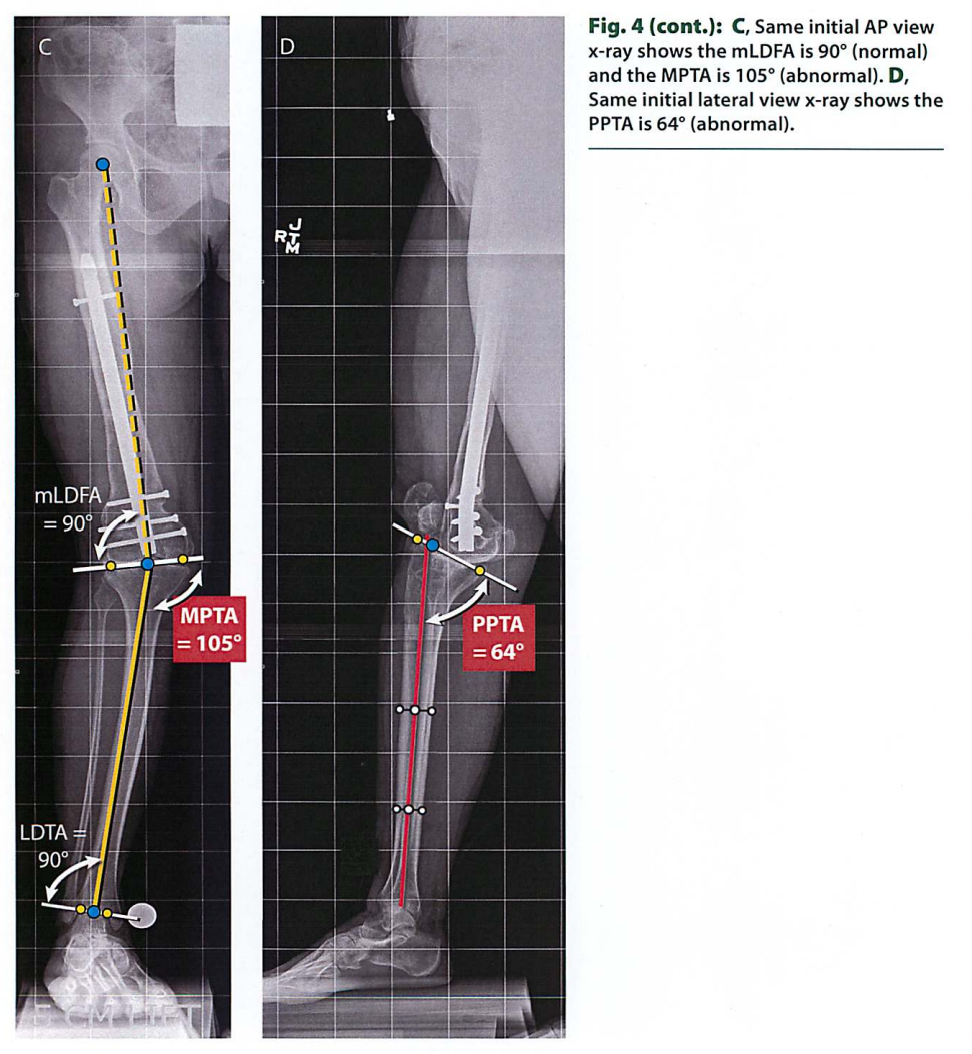 C
D
Fig. 4 (cont.): C, Same initial AP view
x-ray shows the mLDFA is 90° (normal)
and the MPTA is 105° (abnormal). D,
Same initial lateral view x-ray shows the
PPTA is 64° (abnormal).
R J
T
M
mLDFA
= 90°
MPTA
= 105°
PPTA
= 64°
LDTA =
90°
CM LIFT